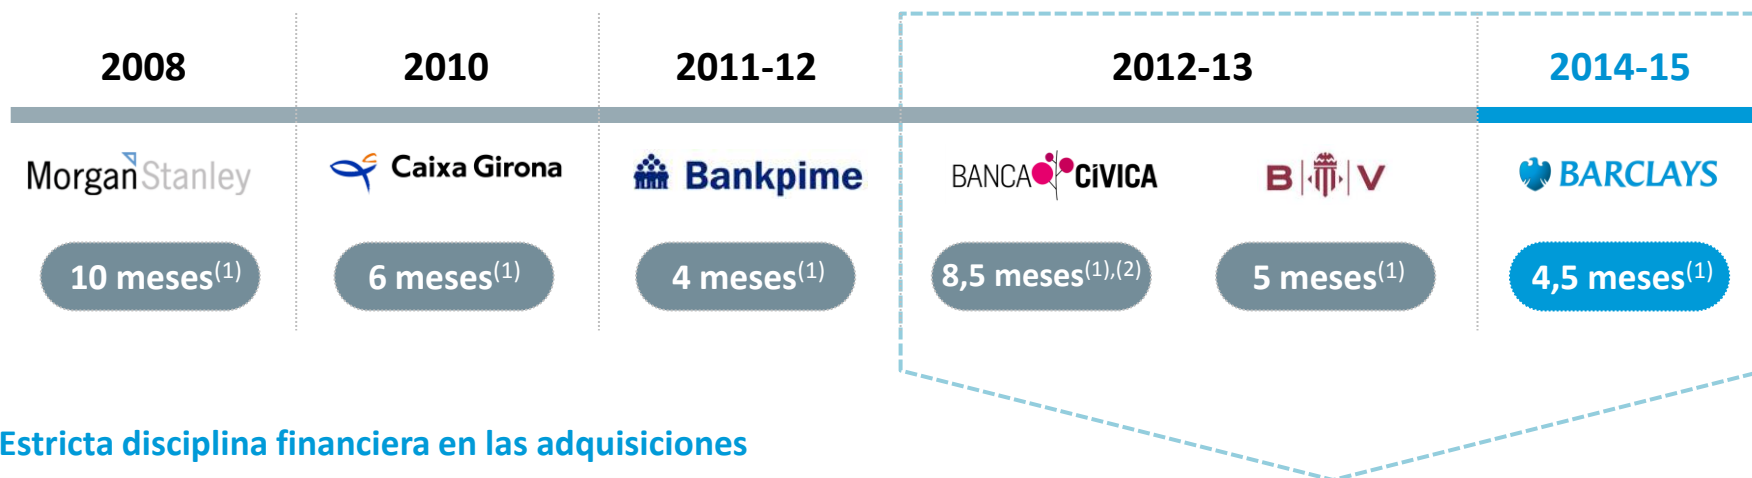 2008
2010
2011-12
2012-13
2014-15
Morgan Stanley
Caixa Girona
Bankpime
BANCA CÍVICA
B V
BARCLAYS
10 meses(1)
6 meses(1)
4 meses(1)
8,5 meses(1),(2)
5 meses(1)
4,5 meses(1)
Estricta disciplina financiera en las adquisiciones